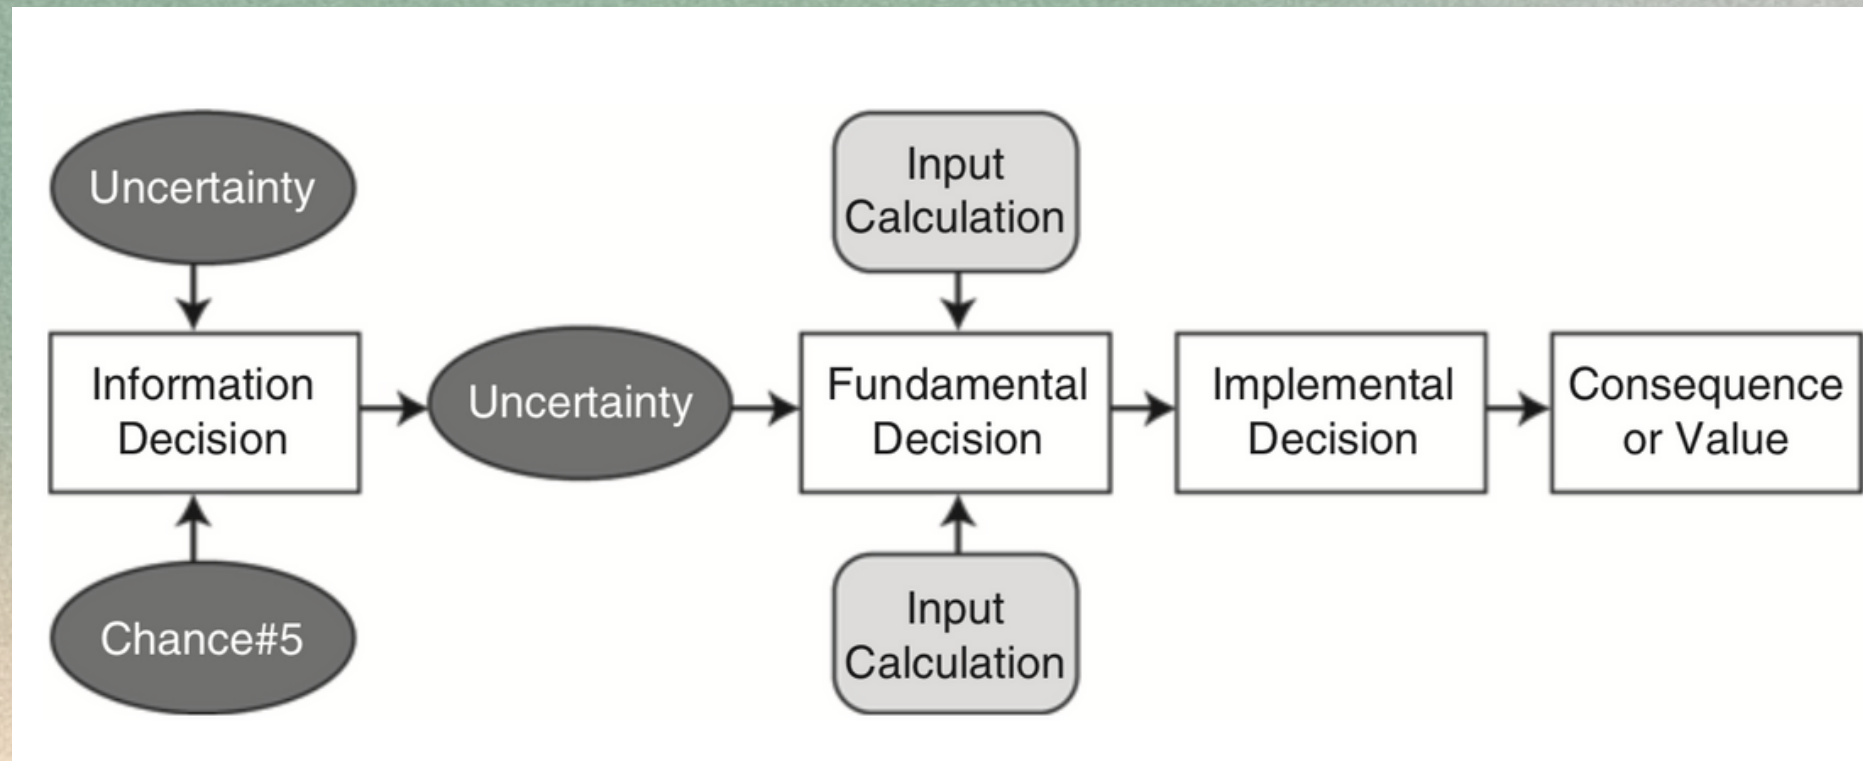 Uncertainty
Input
Calculation
Information
Decision
Uncertainty
Fundamental
Decision
Implemental
Decision
Consequence
or Value
Chance#5
Input
Calculation